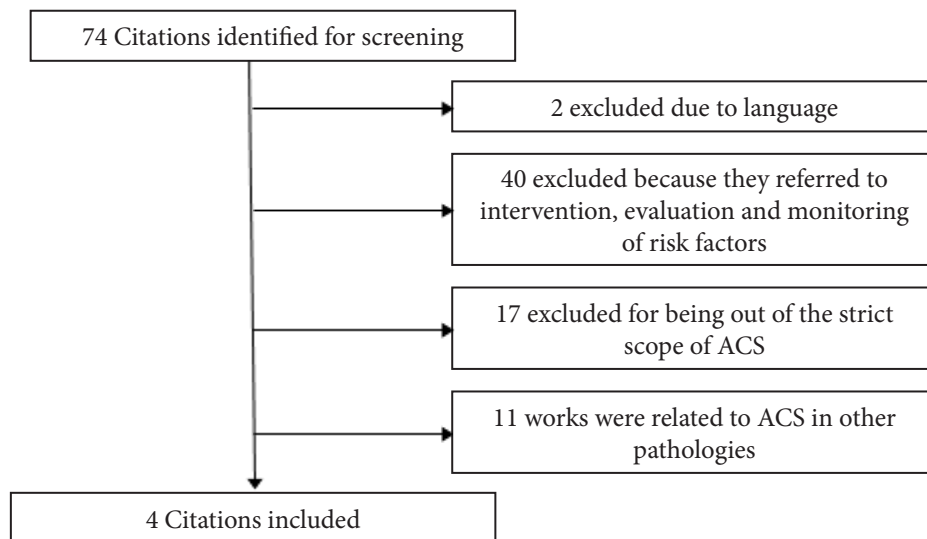 74 Citations identified for screening
2 excluded due to language
40 excluded because they referred to
intervention, evaluation and monitoring
of risk factors
17 excluded for being out of the strict
scope of ACS
11 works were related to ACS in other
pathologies
4 Citations included